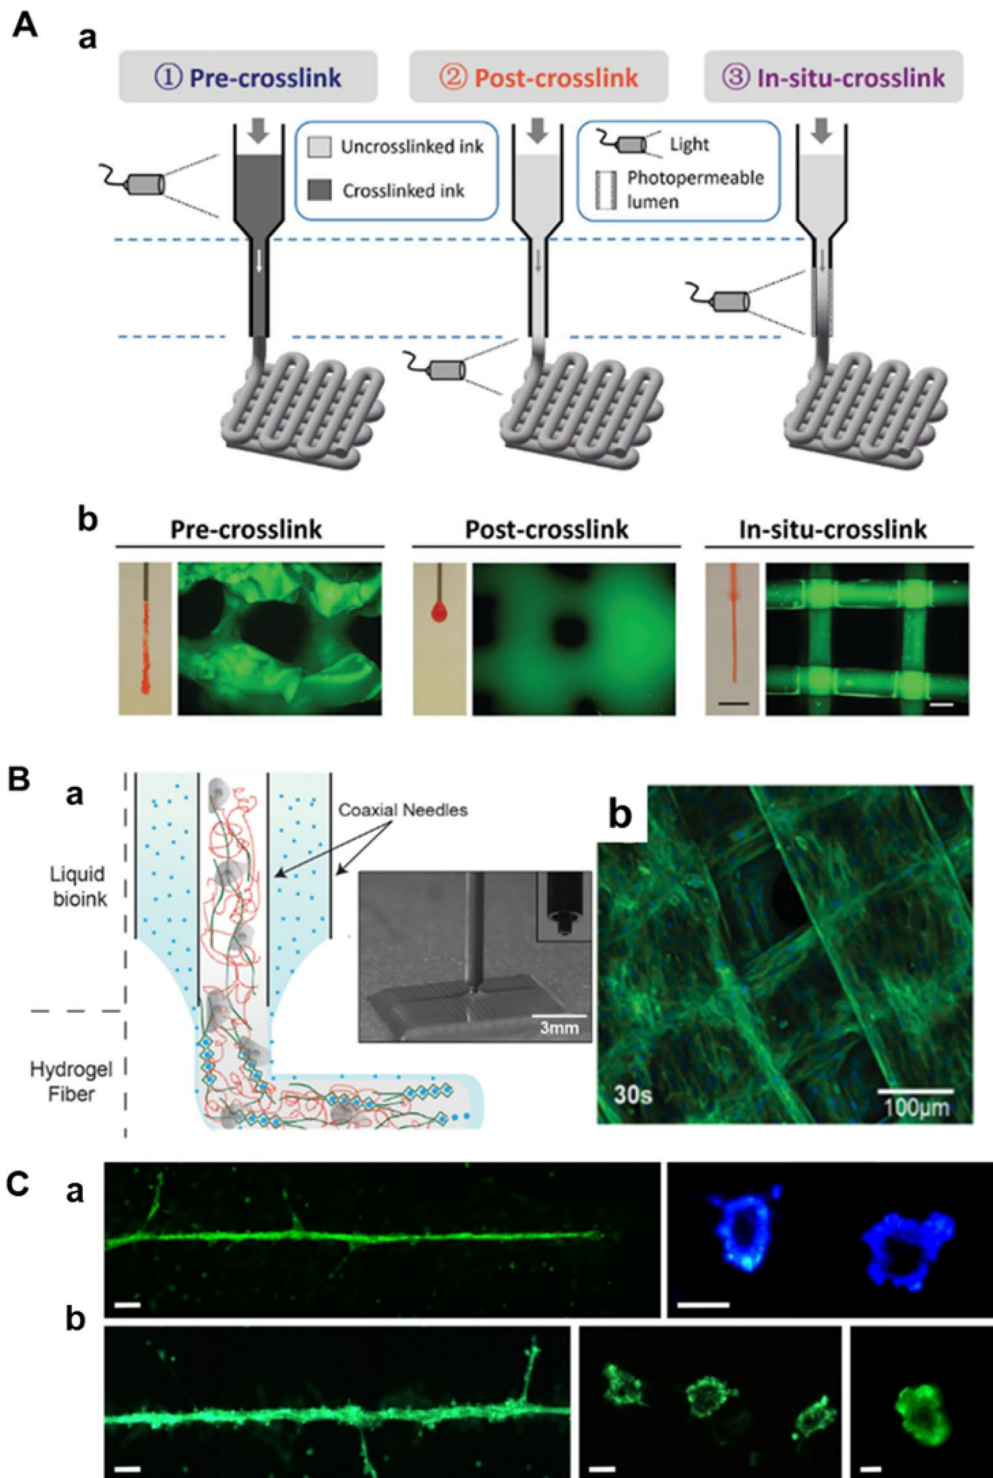 A
a
① Pre-crosslink
② Post-crosslink
③ In-situ-crosslink
Uncrosslinked ink
Crosslinked ink
Light
Photopermeable
lumen
b
Pre-crosslink
Post-crosslink
In-situ-crosslink
B
a
Coaxial Needles
Liquid
bioink
Hydrogel
Fiber
3mm
b
30s
100μm
C
a
b